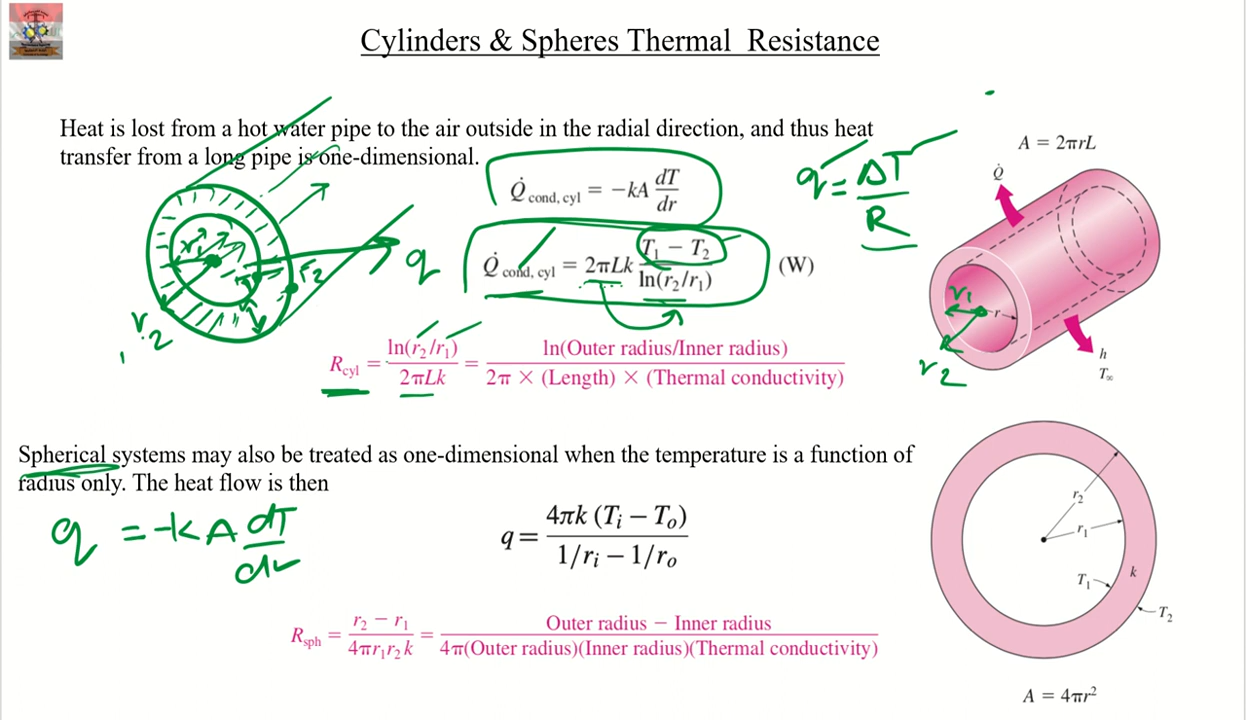 Cylinders & Spheres Thermal Resistance
Heat is lost from a hot water pipe to the air outside in the radial direction, and thus heat
transfer from a long pipe is one-dimensional.
Q̇ cond, cyl = −kA dT/dr
q = ΔT/R
A = 2πrL
Q̇
r₁
r₂
r₂
q
Q̇ cond, cyl = 2πLk (T₁ − T₂)/ln(r₂/r₁) (W)
r₁
r
r₂
h
T∞
R cyl = ln(r₂/r₁)/2πLk = ln(Outer radius/Inner radius)/2π × (Length) × (Thermal conductivity)
Spherical systems may also be treated as one-dimensional when the temperature is a function of
radius only. The heat flow is then
q = -kA dT/dr
q = 4πk (Tᵢ − Tₒ)/1/rᵢ − 1/rₒ
r₂
r₁
T₁
k
T₂
R sph = r₂ − r₁/4πr₁r₂k = Outer radius − Inner radius/4π(Outer radius)(Inner radius)(Thermal conductivity)
A = 4πr²